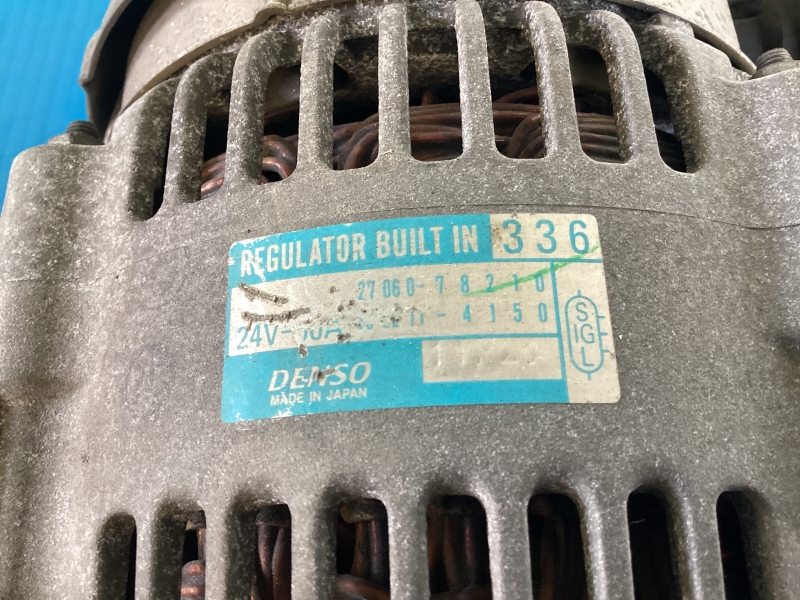 REGULATOR BUILT IN 336
27060-78210
24V- -4150
DENSO
MADE IN JAPAN
S
IG
L